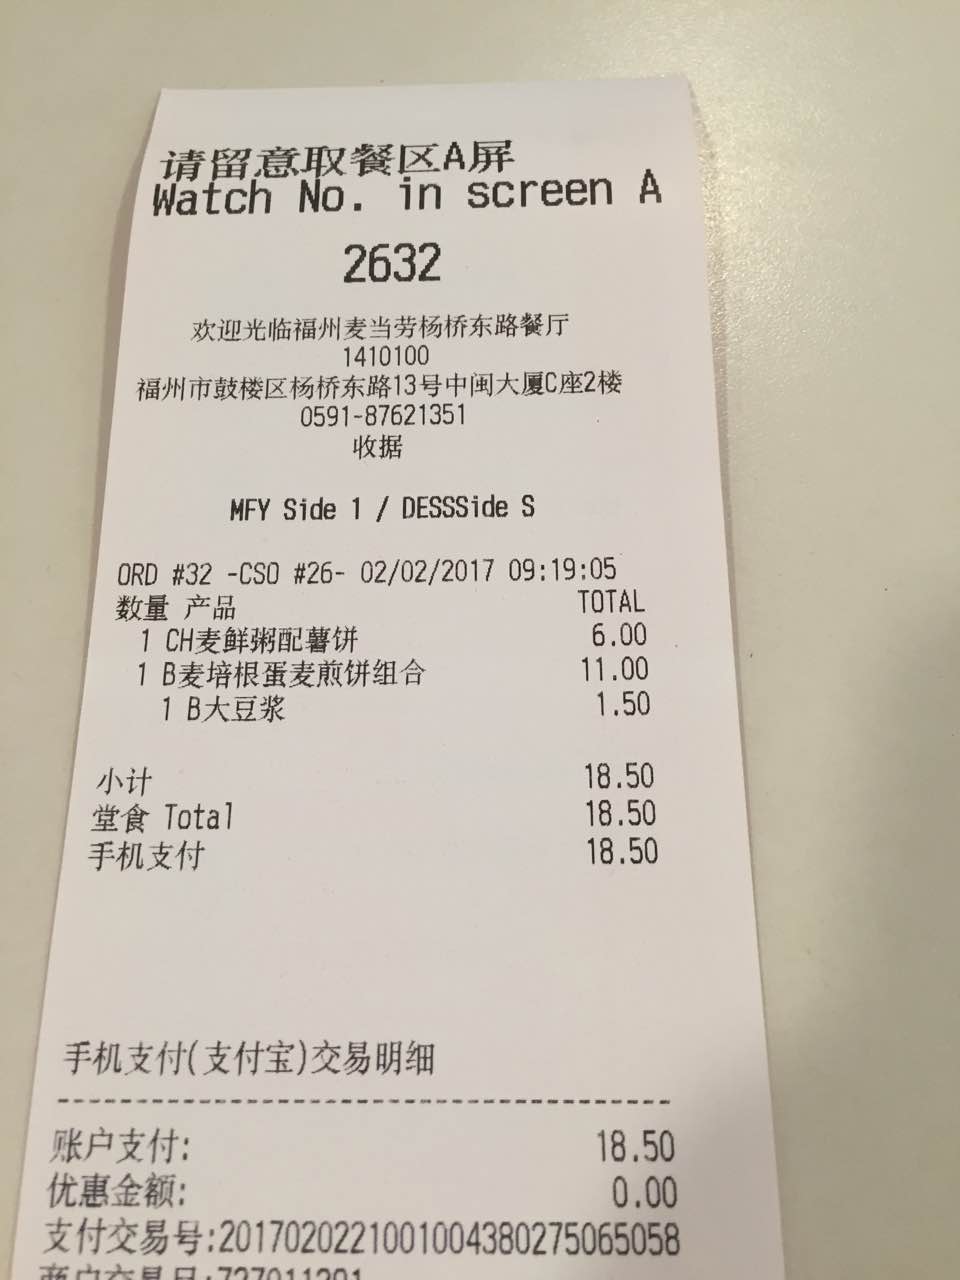 请留意取餐区A屏
Watch No. in screen A
2632
欢迎光临福州麦当劳杨桥东路餐厅
1410100
福州市鼓楼区杨桥东路13号中闽大厦C座2楼
0591-87621351
收据
MFY Side 1 / DESSSide S
ORD #32 -CSO #26- 02/02/2017 09:19:05
数量 产品 TOTAL
1 CH麦鲜粥配薯饼 6.00
1 B麦培根蛋麦煎饼组合 11.00
1 B大豆浆 1.50
小计 18.50
堂食 Total 18.50
手机支付 18.50
手机支付(支付宝)交易明细
账户支付: 18.50
优惠金额: 0.00
支付交易号:2017020221001004380275065058